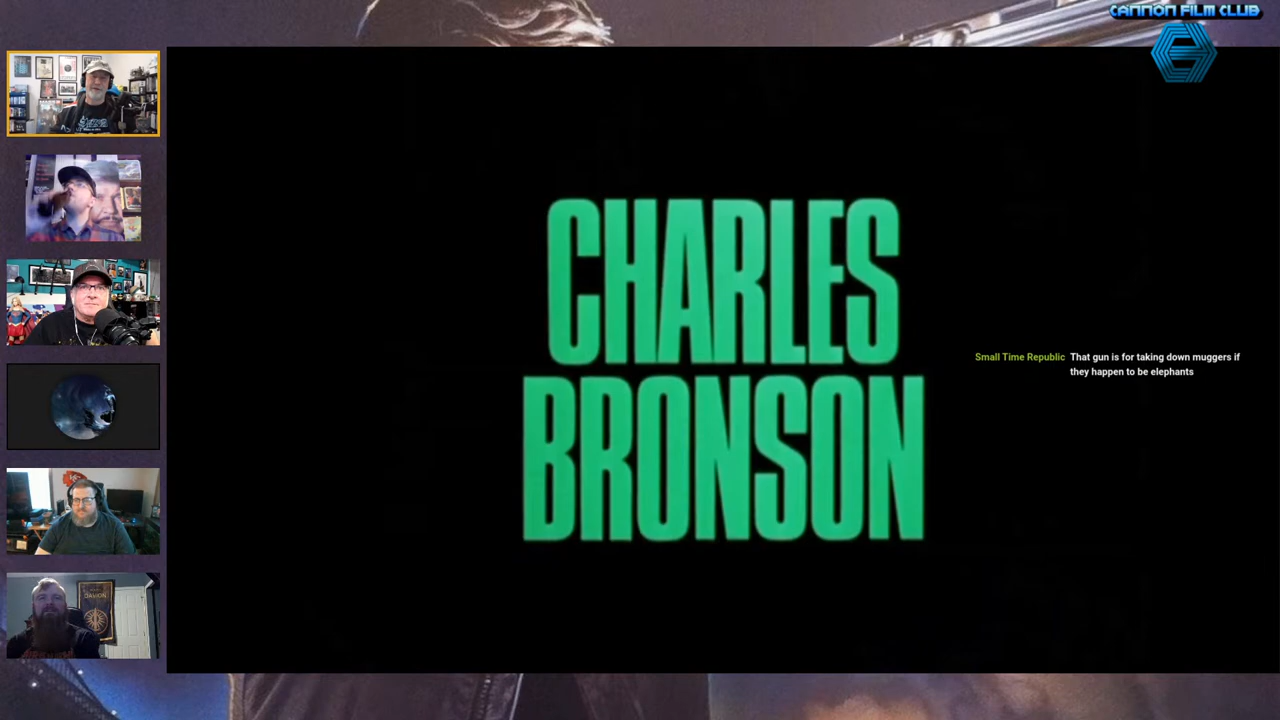 CANNON FILM CLUB
CHARLES
BRONSON
Small Time Republic That gun is for taking down muggers if
they happen to be elephants